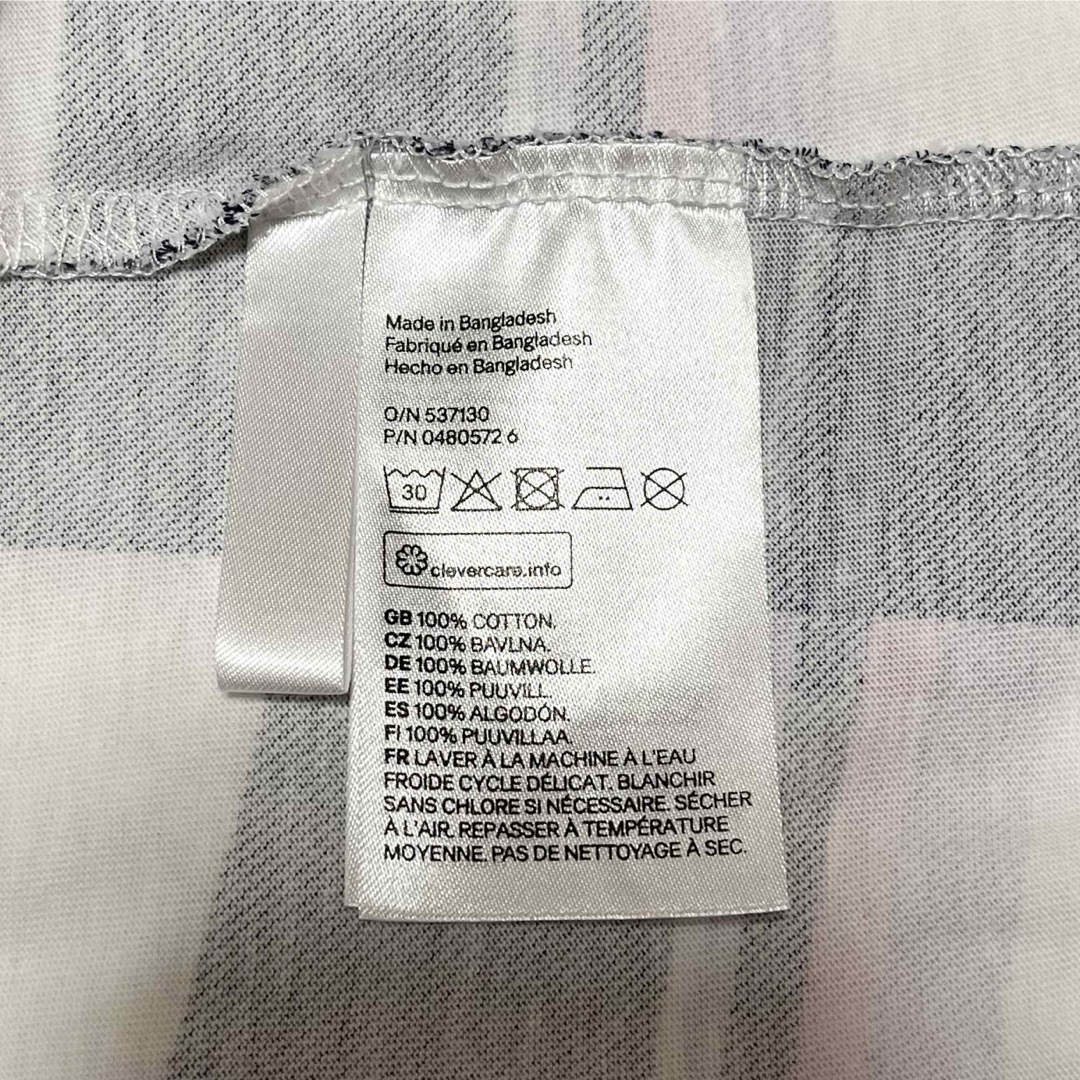 Made in Bangladesh
Fabriqué en Bangladesh
Hecho en Bangladesh
O/N 537130
P/N 0480572 6
30
clevercare.info
GB 100% COTTON.
CZ 100% BAVLNA.
DE 100% BAUMWOLLE.
EE 100% PUUVILL.
ES 100% ALGODÓN.
FI 100% PUUVILLAA.
FR LAVER À LA MACHINE À L'EAU
FROIDE CYCLE DÉLICAT. BLANCHIR
SANS CHLORE SI NÉCESSAIRE. SÉCHER
À L'AIR. REPASSER À TEMPÉRATURE
MOYENNE. PAS DE NETTOYAGE À SEC.